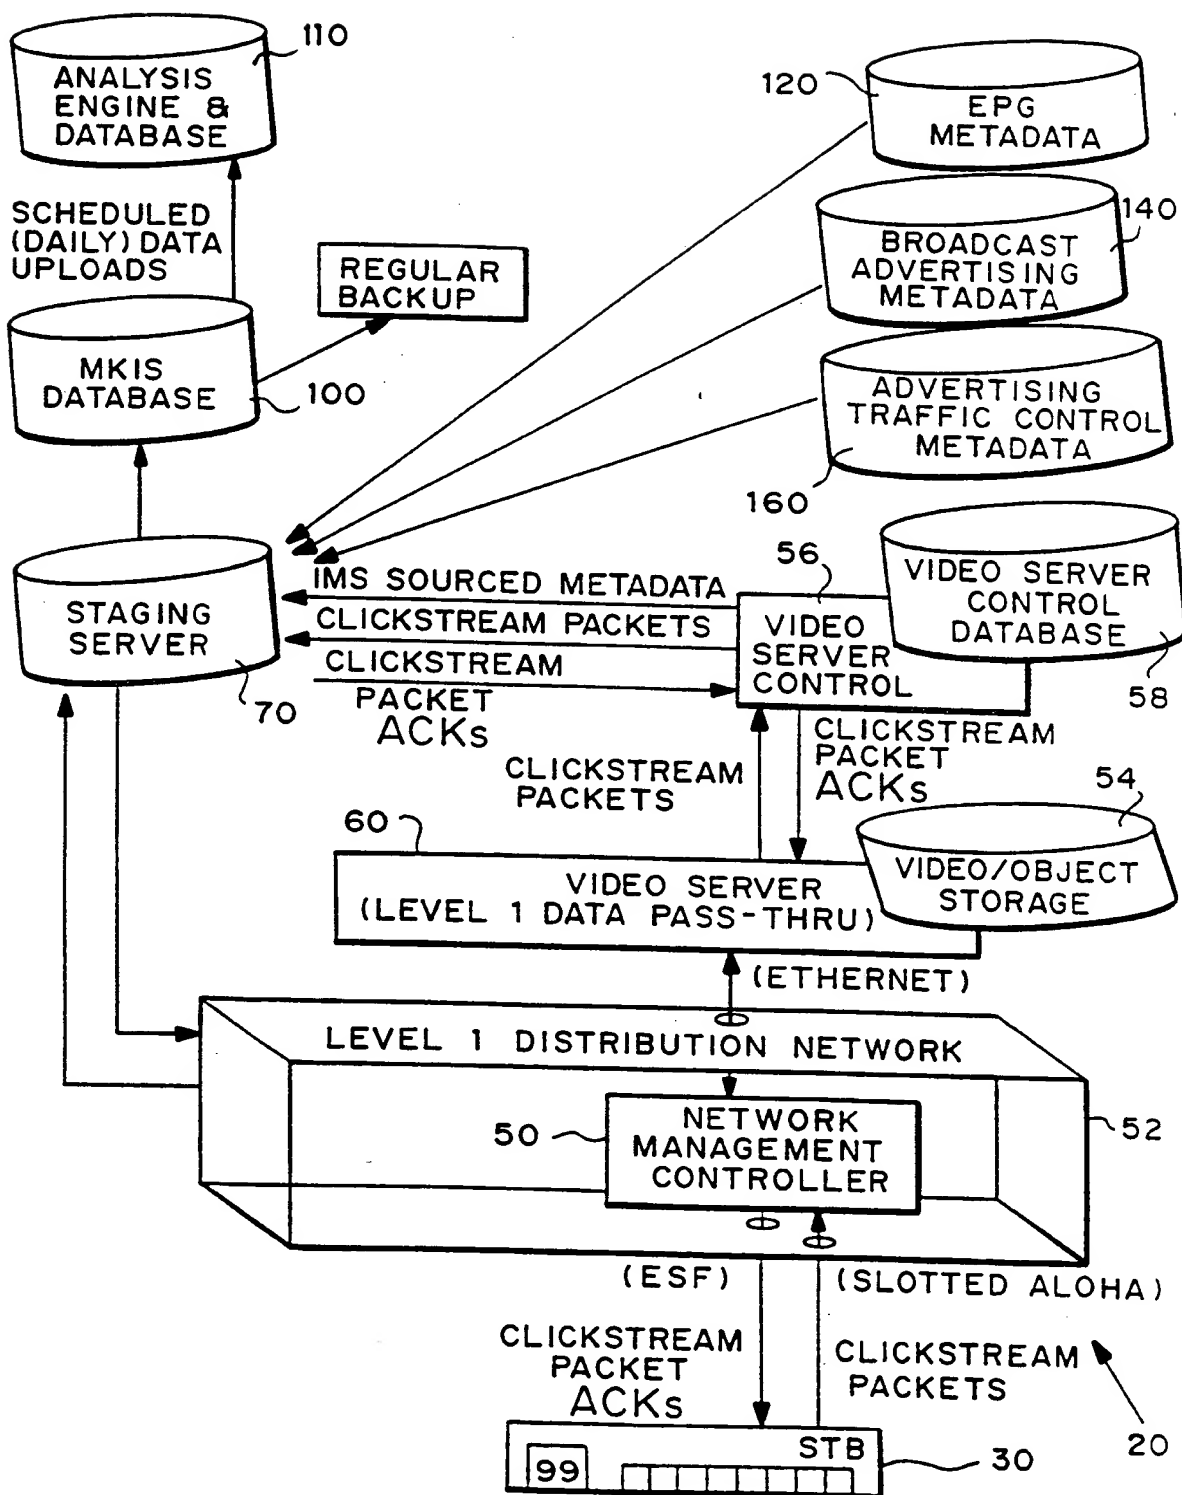 110
ANALYSIS
ENGINE &
DATABASE
120
EPG
METADATA
SCHEDULED
(DAILY) DATA
UPLOADS
140
BROADCAST
ADVERTISING
METADATA
REGULAR
BACKUP
MKIS
DATABASE
100
ADVERTISING
TRAFFIC CONTROL
METADATA
160
56
VIDEO SERVER
CONTROL
DATABASE
58
STAGING
SERVER
70
IMS SOURCED METADATA
CLICKSTREAM PACKETS
CLICKSTREAM
PACKET
ACKs
VIDEO
SERVER
CONTROL
CLICKSTREAM
PACKETS
CLICKSTREAM
PACKET
ACKs
54
60
VIDEO SERVER
(LEVEL 1 DATA PASS-THRU)
VIDEO/OBJECT
STORAGE
(ETHERNET)
LEVEL 1 DISTRIBUTION NETWORK
50
NETWORK
MANAGEMENT
CONTROLLER
52
(ESF)
(SLOTTED ALOHA)
CLICKSTREAM
PACKET
ACKs
CLICKSTREAM
PACKETS
20
STB
99
30